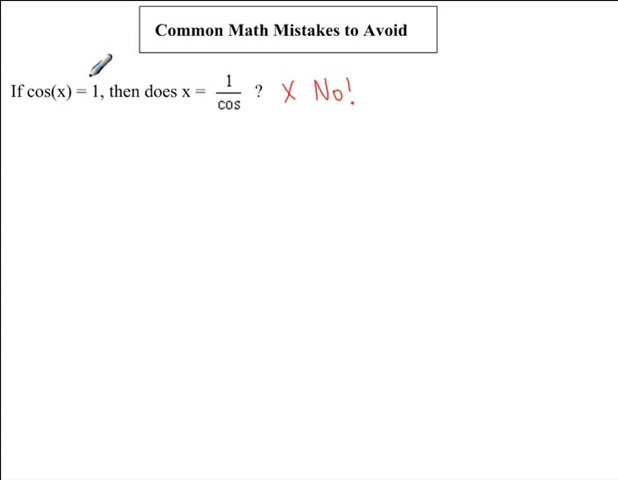 Common Math Mistakes to Avoid
If cos(x) = 1, then does x = 1/cos ? X No!